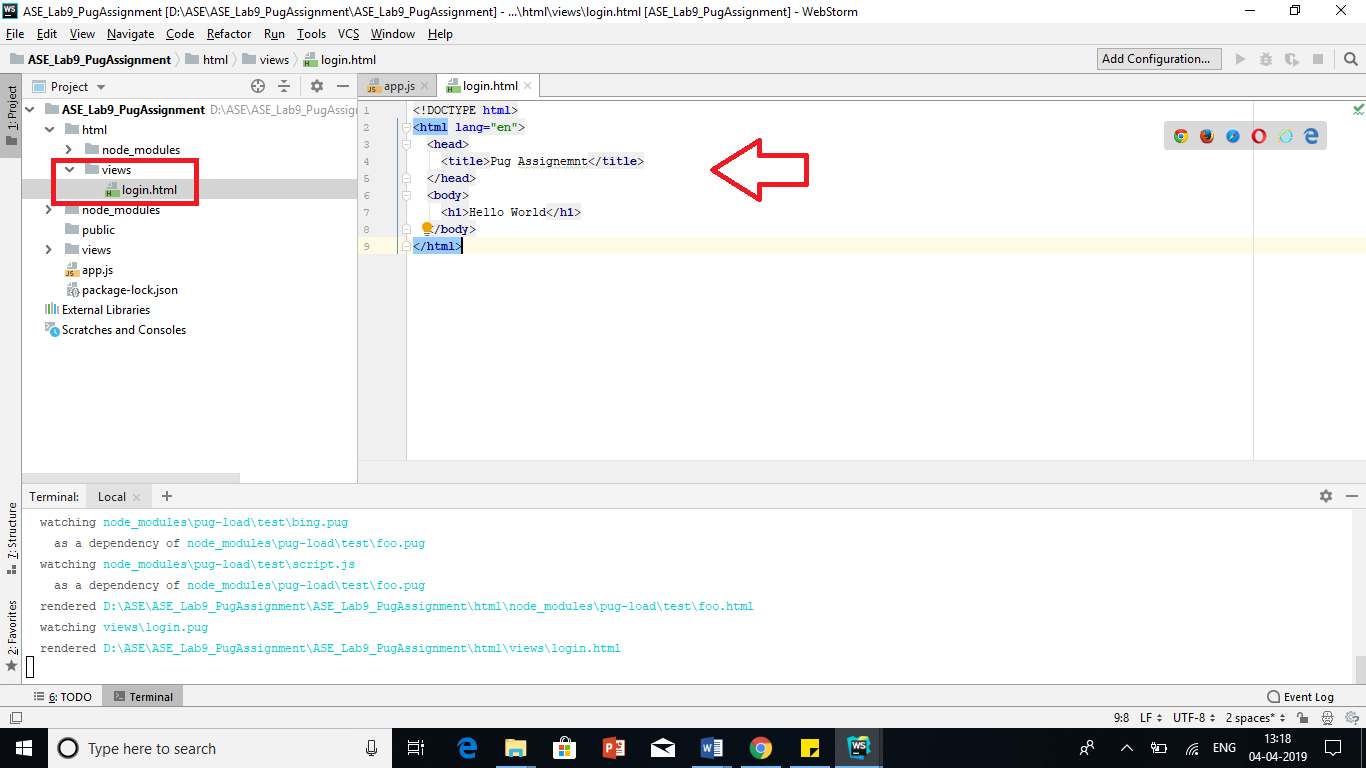 ASE_Lab9_PugAssignment [D:\ASE\ASE_Lab9_PugAssignment\ASE_Lab9_PugAssignment] - ...\html\views\login.html [ASE_Lab9_PugAssignment] - WebStorm
File Edit View Navigate Code Refactor Run Tools VCS Window Help
ASE_Lab9_PugAssignment html views login.html Add Configuration...
1: Project
Project
app.js login.html
ASE_Lab9_PugAssignment D:\ASE\ASE_Lab9_PugAssign
html
node_modules
views
login.html
node_modules
public
views
app.js
package-lock.json
External Libraries
Scratches and Consoles
1 <!DOCTYPE html>
2 <html lang="en">
3 <head>
4 <title>Pug Assignemnt</title>
5 </head>
6 <body>
7 <h1>Hello World</h1>
8 </body>
9 </html>
Terminal: Local +
7: Structure
2: Favorites
watching node_modules\pug-load\test\bing.pug
as a dependency of node_modules\pug-load\test\foo.pug
watching node_modules\pug-load\test\script.js
as a dependency of node_modules\pug-load\test\foo.pug
rendered D:\ASE\ASE_Lab9_PugAssignment\ASE_Lab9_PugAssignment\html\node_modules\pug-load\test\foo.html
watching views\login.pug
rendered D:\ASE\ASE_Lab9_PugAssignment\ASE_Lab9_PugAssignment\html\views\login.html
6: TODO Terminal Event Log
9:8 LF UTF-8 2 spaces*
Type here to search
ENG 13:18
04-04-2019